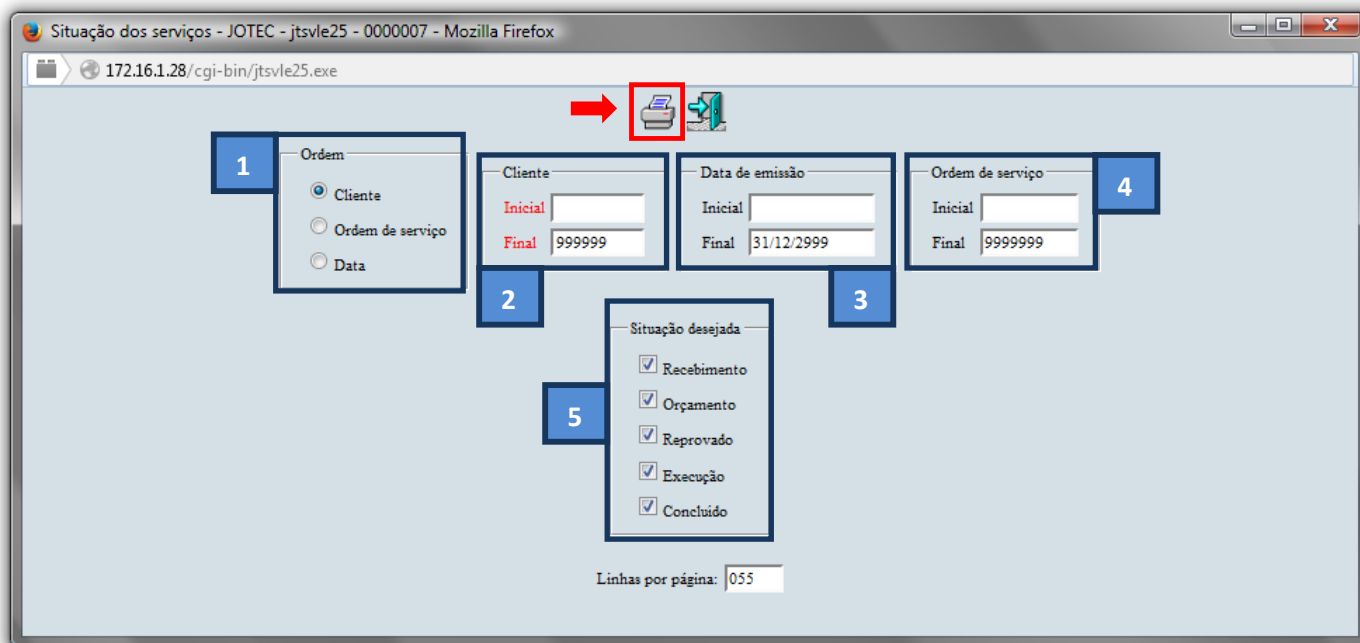 Situação dos serviços - JOTEC - jtsvle25 - 0000007 - Mozilla Firefox
172.16.1.28/cgi-bin/jtsvle25.exe
1
Ordem
Cliente
Ordem de serviço
Data
Cliente
Inicial
Final 999999
2
Data de emissão
Inicial
Final 31/12/2999
3
Ordem de serviço
Inicial
Final 9999999
4
5
Situação desejada
Recebimento
Orçamento
Reprovado
Execução
Concluído
Linhas por página: 055